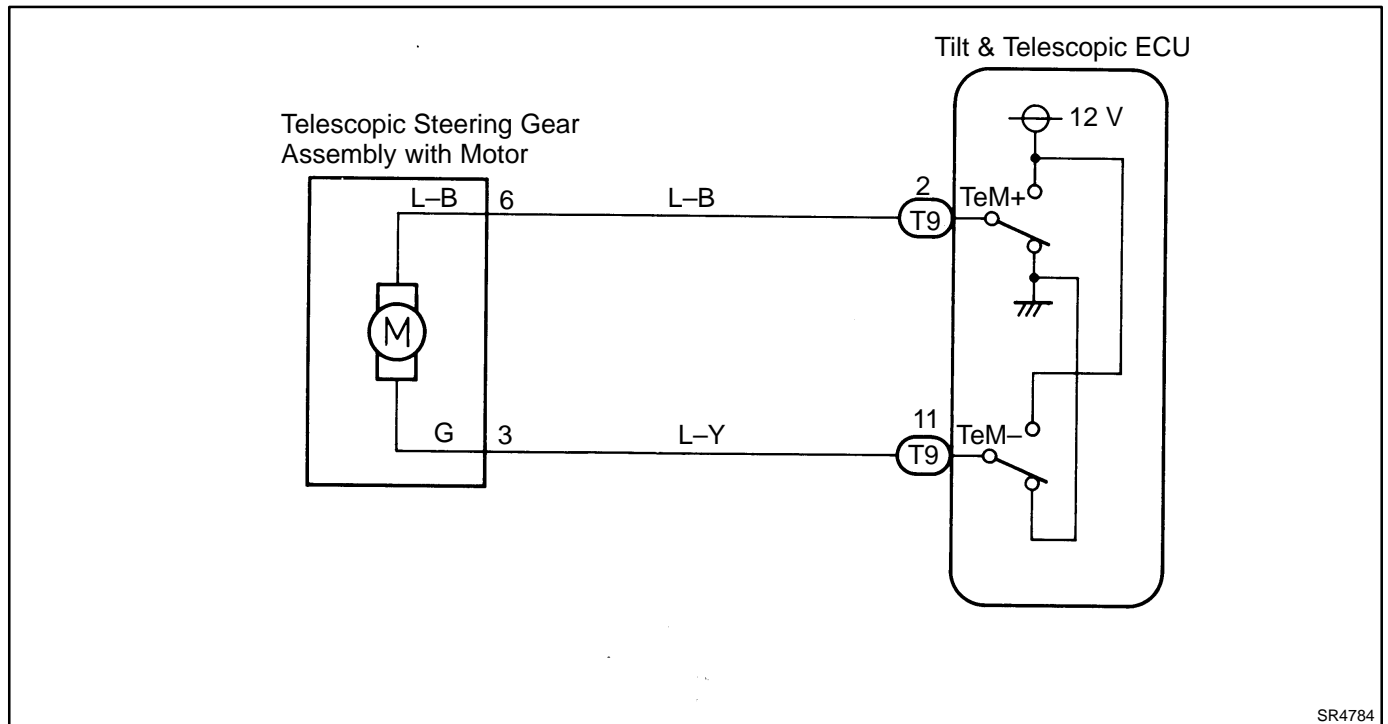 Tilt & Telescopic ECU
12 V
Telescopic Steering Gear
Assembly with Motor
L–B
6
L–B
2
T9
TeM+
M
G
3
L–Y
11
T9
TeM–
SR4784